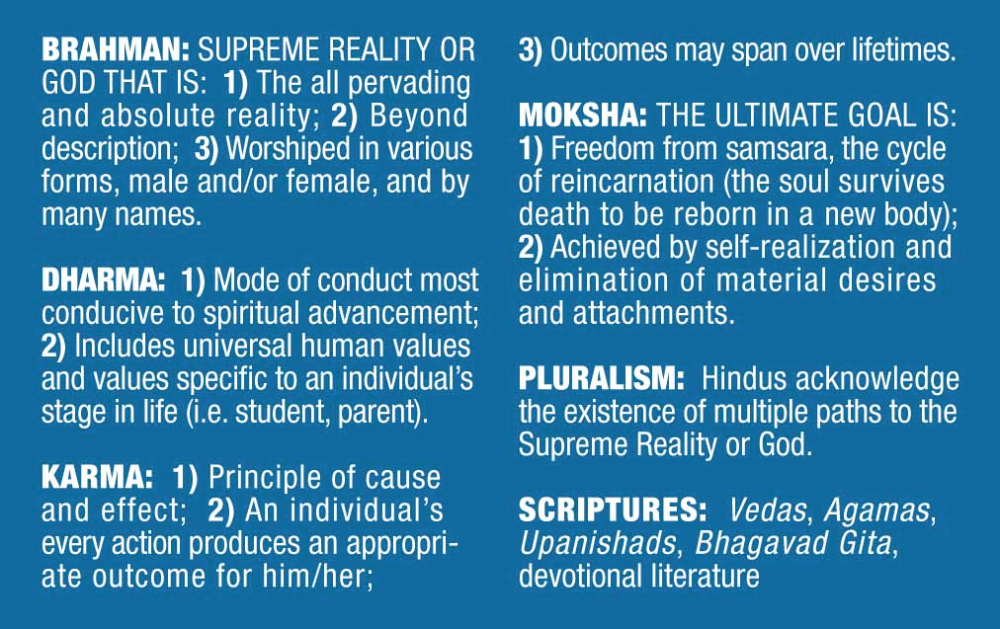 BRAHMAN: SUPREME REALITY OR
GOD THAT IS: 1) The all pervading
and absolute reality; 2) Beyond
description; 3) Worshiped in various
forms, male and/or female, and by
many names.
DHARMA: 1) Mode of conduct most
conducive to spiritual advancement;
2) Includes universal human values
and values specific to an individual's
stage in life (i.e. student, parent).
KARMA: 1) Principle of cause
and effect; 2) An individual's
every action produces an appropri-
ate outcome for him/her;
3) Outcomes may span over lifetimes.
MOKSHA: THE ULTIMATE GOAL IS:
1) Freedom from samsara, the cycle
of reincarnation (the soul survives
death to be reborn in a new body);
2) Achieved by self-realization and
elimination of material desires
and attachments.
PLURALISM: Hindus acknowledge
the existence of multiple paths to the
Supreme Reality or God.
SCRIPTURES: Vedas, Agamas,
Upanishads, Bhagavad Gita,
devotional literature